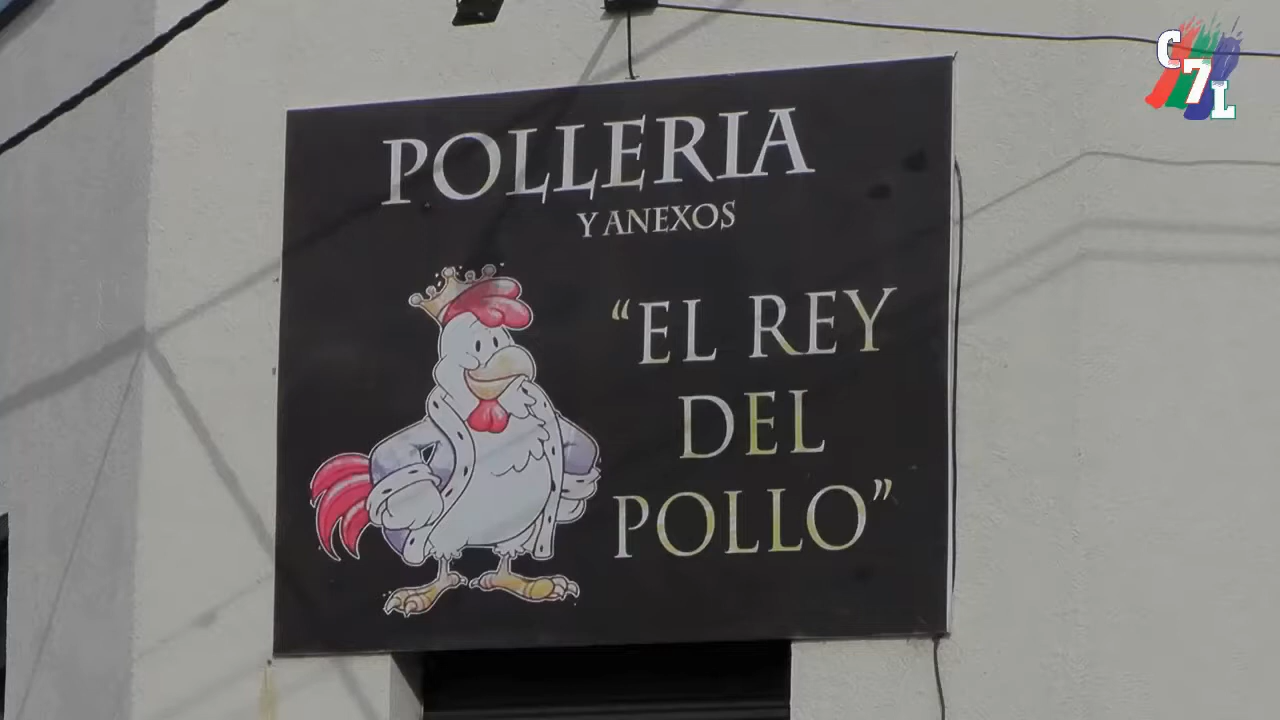 C7L
POLLERIA
Y ANEXOS
“EL REY
DEL
POLLO”